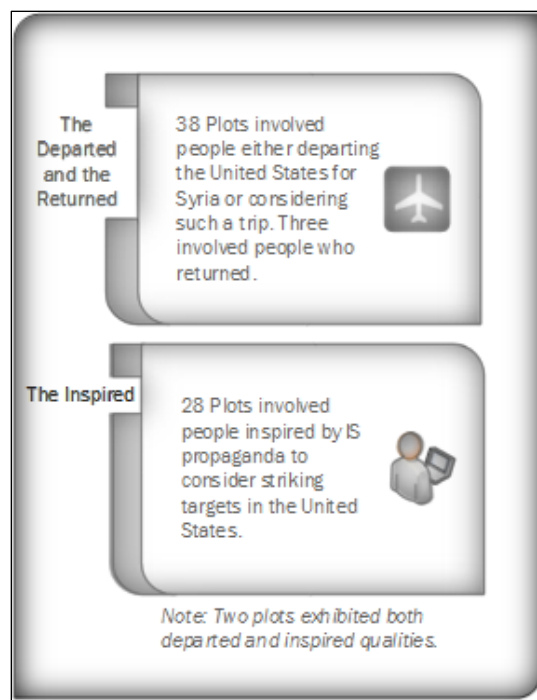 The
Departed
and the
Returned
38 Plots involved
people either departing
the United States for
Syria or considering
such a trip. Three
involved people who
returned.
The Inspired
28 Plots involved
people inspired by IS
propaganda to
consider striking
targets in the United
States.
Note: Two plots exhibited both
departed and inspired qualities.